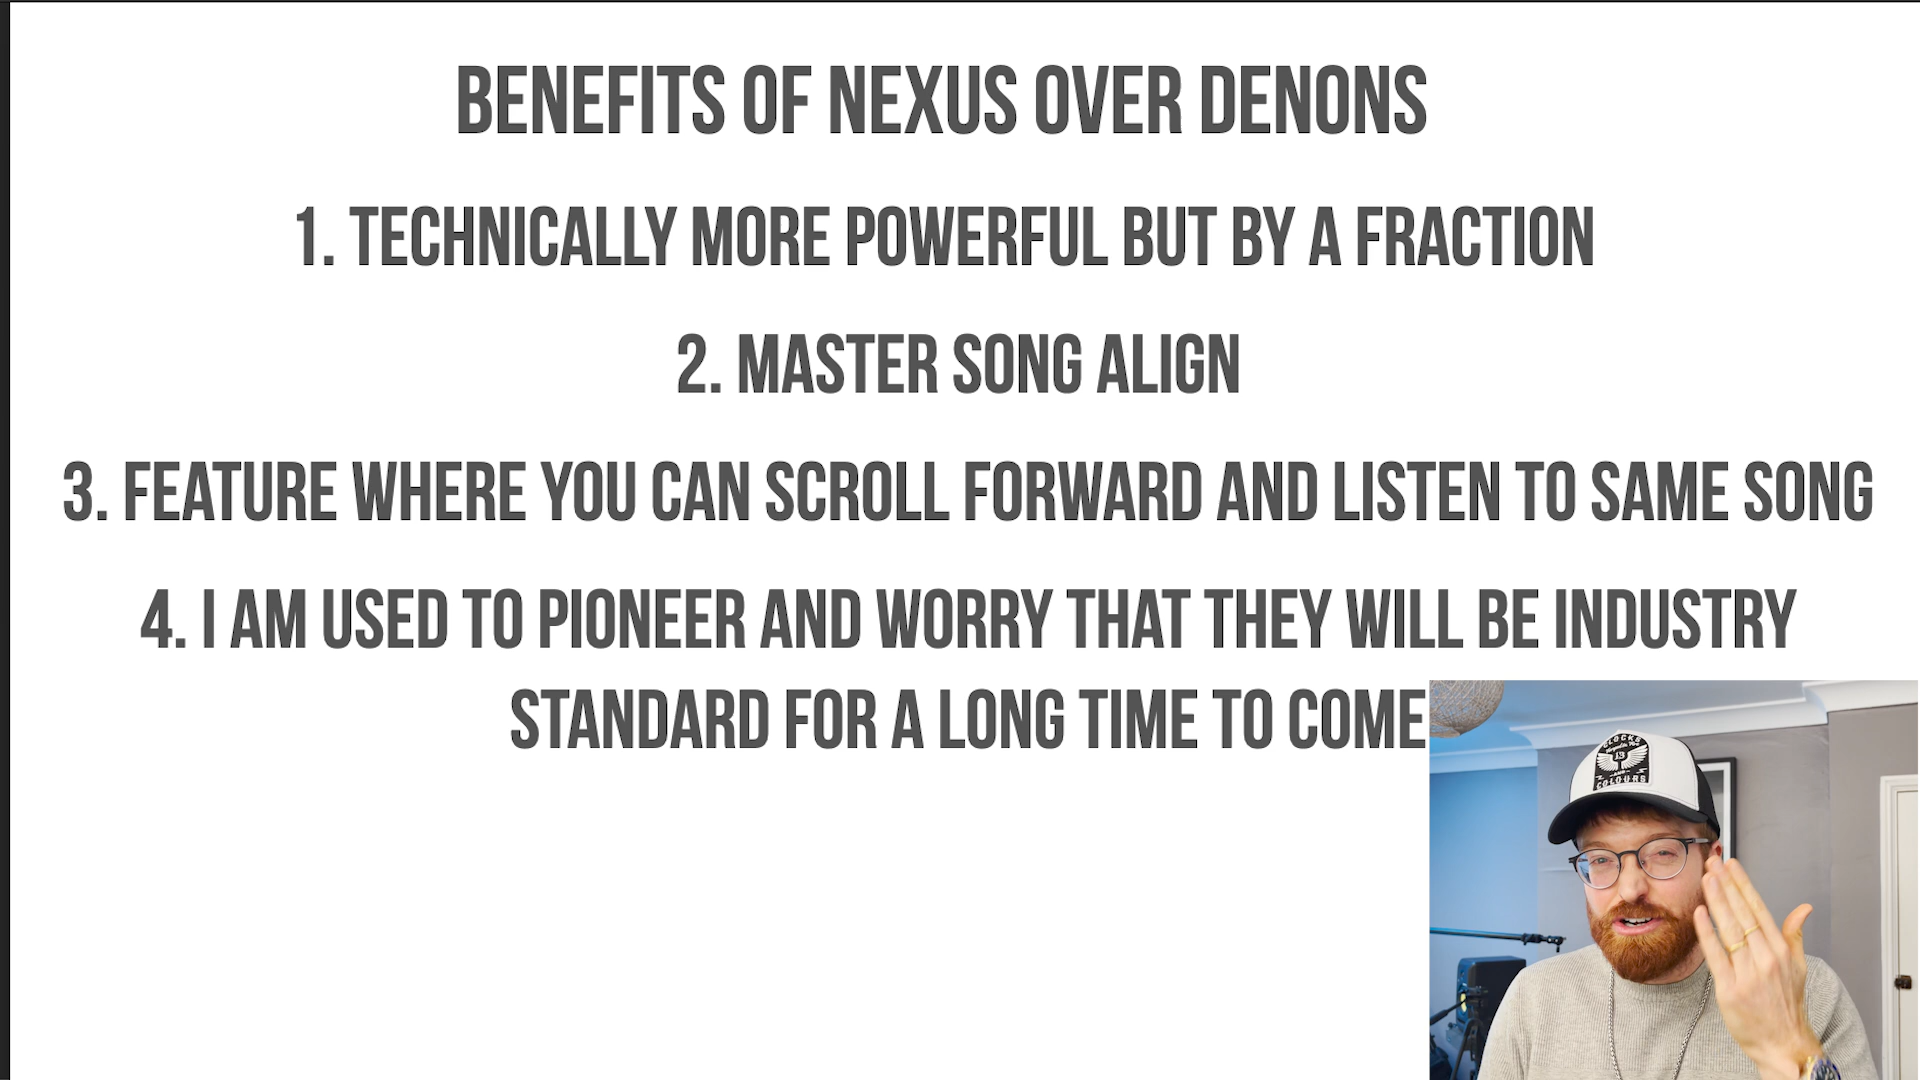 BENEFITS OF NEXUS OVER DENONS
1. TECHNICALLY MORE POWERFUL BUT BY A FRACTION
2. MASTER SONG ALIGN
3. FEATURE WHERE YOU CAN SCROLL FORWARD AND LISTEN TO SAME SONG
4. I AM USED TO PIONEER AND WORRY THAT THEY WILL BE INDUSTRY
STANDARD FOR A LONG TIME TO COME
13
COLOURS